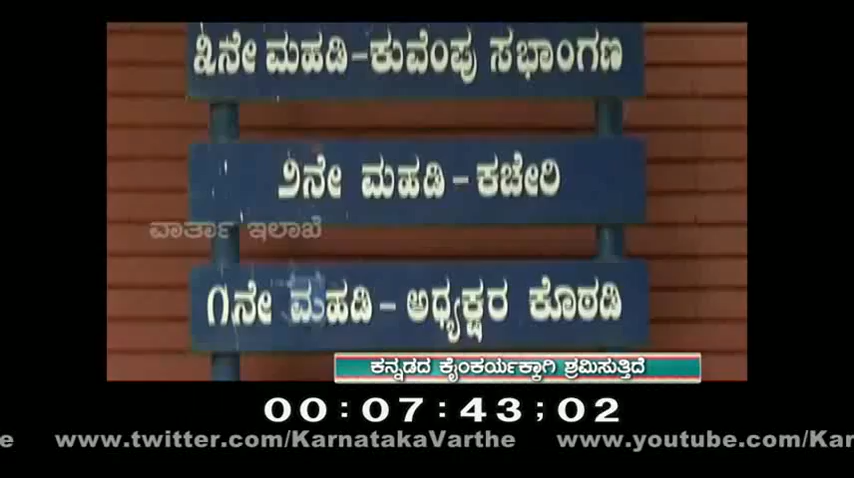 ೩ನೇ ಮಹಡಿ-ಕುವೆಂಪು ಸಭಾಂಗಣ
೨ನೇ ಮಹಡಿ-ಕಚೇರಿ
ವಾರ್ತಾ ಇಲಾಖೆ
೧ನೇ ಮಹಡಿ-ಅಧ್ಯಕ್ಷರ ಕೊಠಡಿ
ಕನ್ನಡದ ಕೈಂಕರ್ಯಕ್ಕಾಗಿ ಶ್ರಮಿಸುತ್ತಿದೆ
00:07:43;02
www.twitter.com/KarnatakaVarthe www.youtube.com/Kar